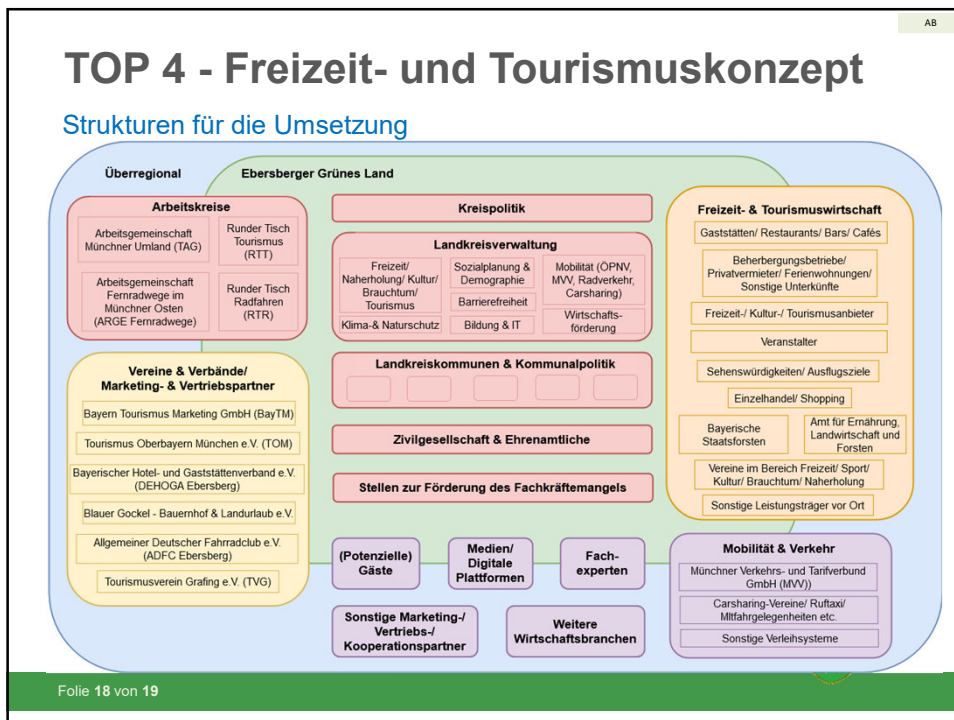 AB
TOP 4 - Freizeit- und Tourismuskonzept
Strukturen für die Umsetzung
Überregional
Ebersberger Grünes Land
Arbeitskreise
Arbeitsgemeinschaft
Münchner Umland (TAG)
Runder Tisch
Tourismus
(RTT)
Arbeitsgemeinschaft
Fernradwege im
Münchner Osten
(ARGE Fernradwege)
Runder Tisch
Radfahren
(RTR)
Vereine & Verbände/
Marketing- & Vertriebspartner
Bayern Tourismus Marketing GmbH (BayTM)
Tourismus Oberbayern München e.V. (TOM)
Bayerischer Hotel- und Gaststättenverband e.V.
(DEHOGA Ebersberg)
Blauer Gockel - Bauernhof & Landurlaub e.V.
Allgemeiner Deutscher Fahrradclub e.V.
(ADFC Ebersberg)
Tourismusverein Grafing e.V. (TVG)
Kreispolitik
Landkreisverwaltung
Freizeit/
Naherholung/ Kultur/
Brauchtum/
Tourismus
Sozialplanung &
Demographie
Mobilität (ÖPNV,
MVV, Radverkehr,
Carsharing)
Barrierefreiheit
Klima-& Naturschutz
Bildung & IT
Wirtschafts-
förderung
Landkreiskommunen & Kommunalpolitik
Zivilgesellschaft & Ehrenamtliche
Stellen zur Förderung des Fachkräftemangels
(Potenzielle)
Gäste
Medien/
Digitale
Plattformen
Fach-
experten
Sonstige Marketing-/
Vertriebs-/
Kooperationspartner
Weitere
Wirtschaftsbranchen
Freizeit- & Tourismuswirtschaft
Gaststätten/ Restaurants/ Bars/ Cafés
Beherbergungsbetriebe/
Privatvermieter/ Ferienwohnungen/
Sonstige Unterkünfte
Freizeit-/ Kultur-/ Tourismusanbieter
Veranstalter
Sehenswürdigkeiten/ Ausflugsziele
Einzelhandel/ Shopping
Bayerische
Staatsforsten
Amt für Ernährung,
Landwirtschaft und
Forsten
Vereine im Bereich Freizeit/ Sport/
Kultur/ Brauchtum/ Naherholung
Sonstige Leistungsträger vor Ort
Mobilität & Verkehr
Münchner Verkehrs- und Tarifverbund
GmbH (MVV))
Carsharing-Vereine/ Ruftaxi/
MItfahrgelegenheiten etc.
Sonstige Verleihsysteme
Folie 18 von 19